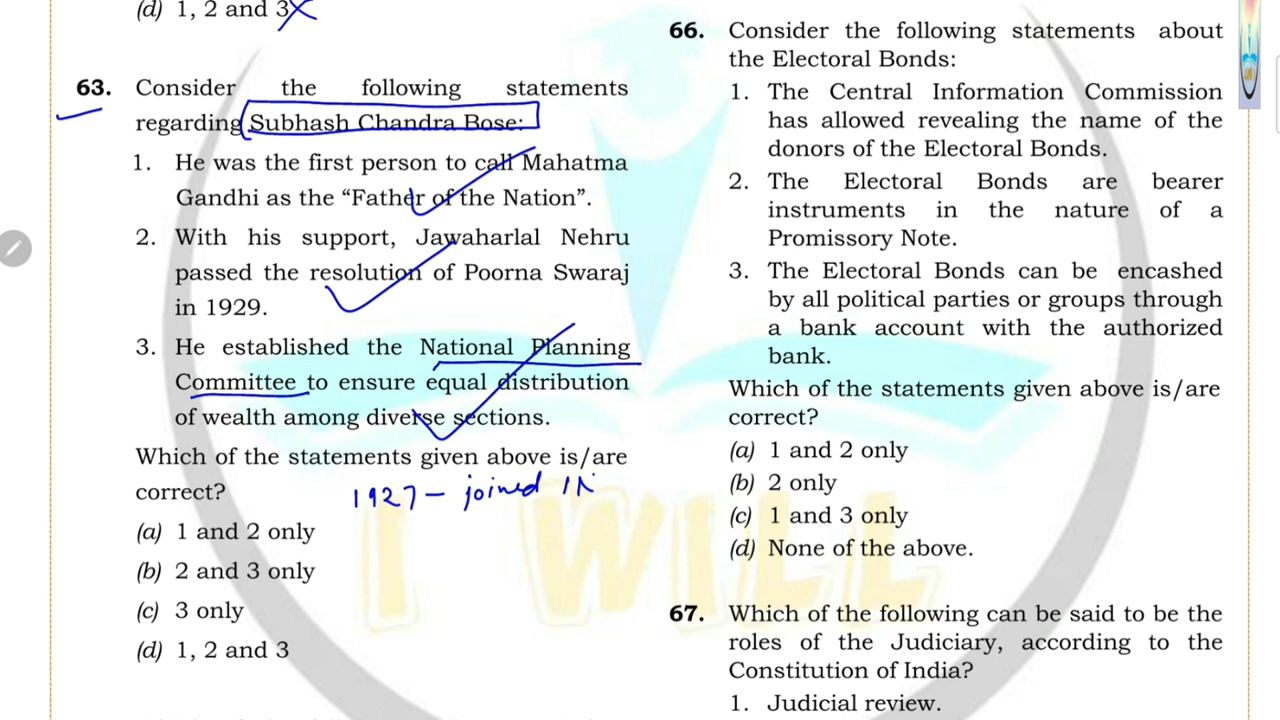 (d) 1, 2 and 3
63. Consider the following statements
regarding Subhash Chandra Bose:
1. He was the first person to call Mahatma
Gandhi as the “Father of the Nation”.
2. With his support, Jawaharlal Nehru
passed the resolution of Poorna Swaraj
in 1929.
3. He established the National Planning
Committee to ensure equal distribution
of wealth among diverse sections.
Which of the statements given above is/are
correct?
1927 - joined IN
(a) 1 and 2 only
(b) 2 and 3 only
(c) 3 only
(d) 1, 2 and 3
66. Consider the following statements about
the Electoral Bonds:
1. The Central Information Commission
has allowed revealing the name of the
donors of the Electoral Bonds.
2. The Electoral Bonds are bearer
instruments in the nature of a
Promissory Note.
3. The Electoral Bonds can be encashed
by all political parties or groups through
a bank account with the authorized
bank.
Which of the statements given above is/are
correct?
(a) 1 and 2 only
(b) 2 only
(c) 1 and 3 only
(d) None of the above.
67. Which of the following can be said to be the
roles of the Judiciary, according to the
Constitution of India?
1. Judicial review.
I WILL